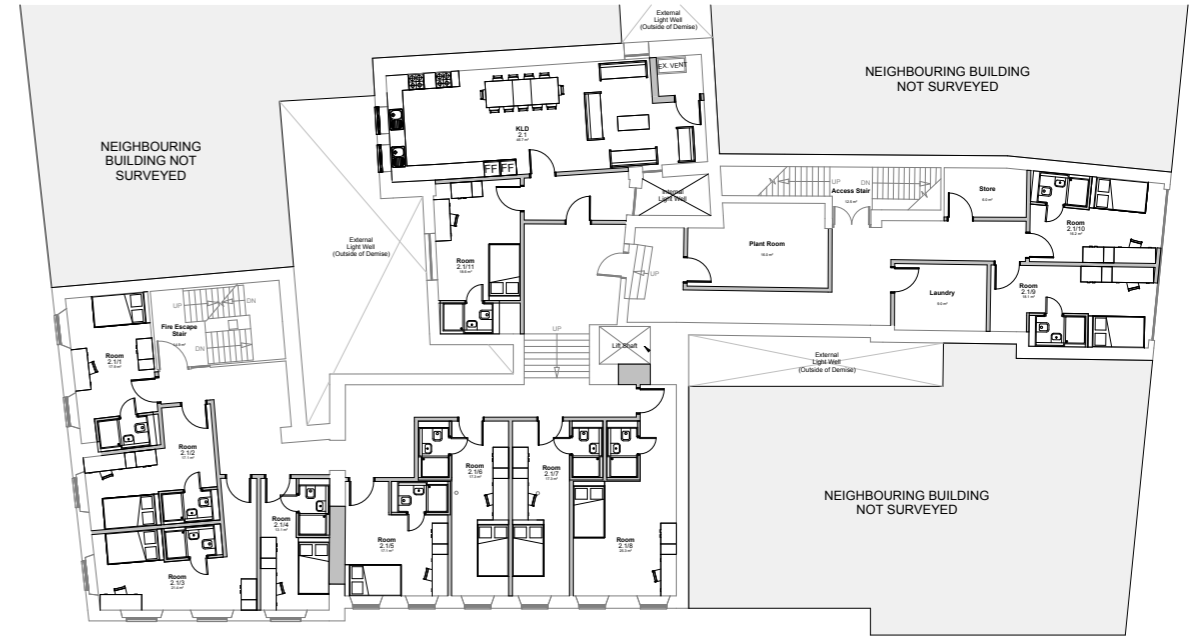 External
Light Well
(Outside of Demise)
NEIGHBOURING BUILDING
NOT SURVEYED
EX. VENT
KLD
2.1
FF FF
NEIGHBOURING
BUILDING NOT
SURVEYED
Internal
Light Well
UP
Access Stair
DN
Store
Room
2.1/10
Plant Room
External
Light Well
(Outside of Demise)
Room
2.1/11
UP
Laundry
Room
2.1/9
UP
DN
Fire Escape
Stair
DN
UP
Lift Shaft
Room
2.1/1
External
Light Well
(Outside of Demise)
Room
2.1/2
Room
2.1/6
Room
2.1/7
NEIGHBOURING BUILDING
NOT SURVEYED
Room
2.1/4
Room
2.1/5
Room
2.1/8
Room
2.1/3